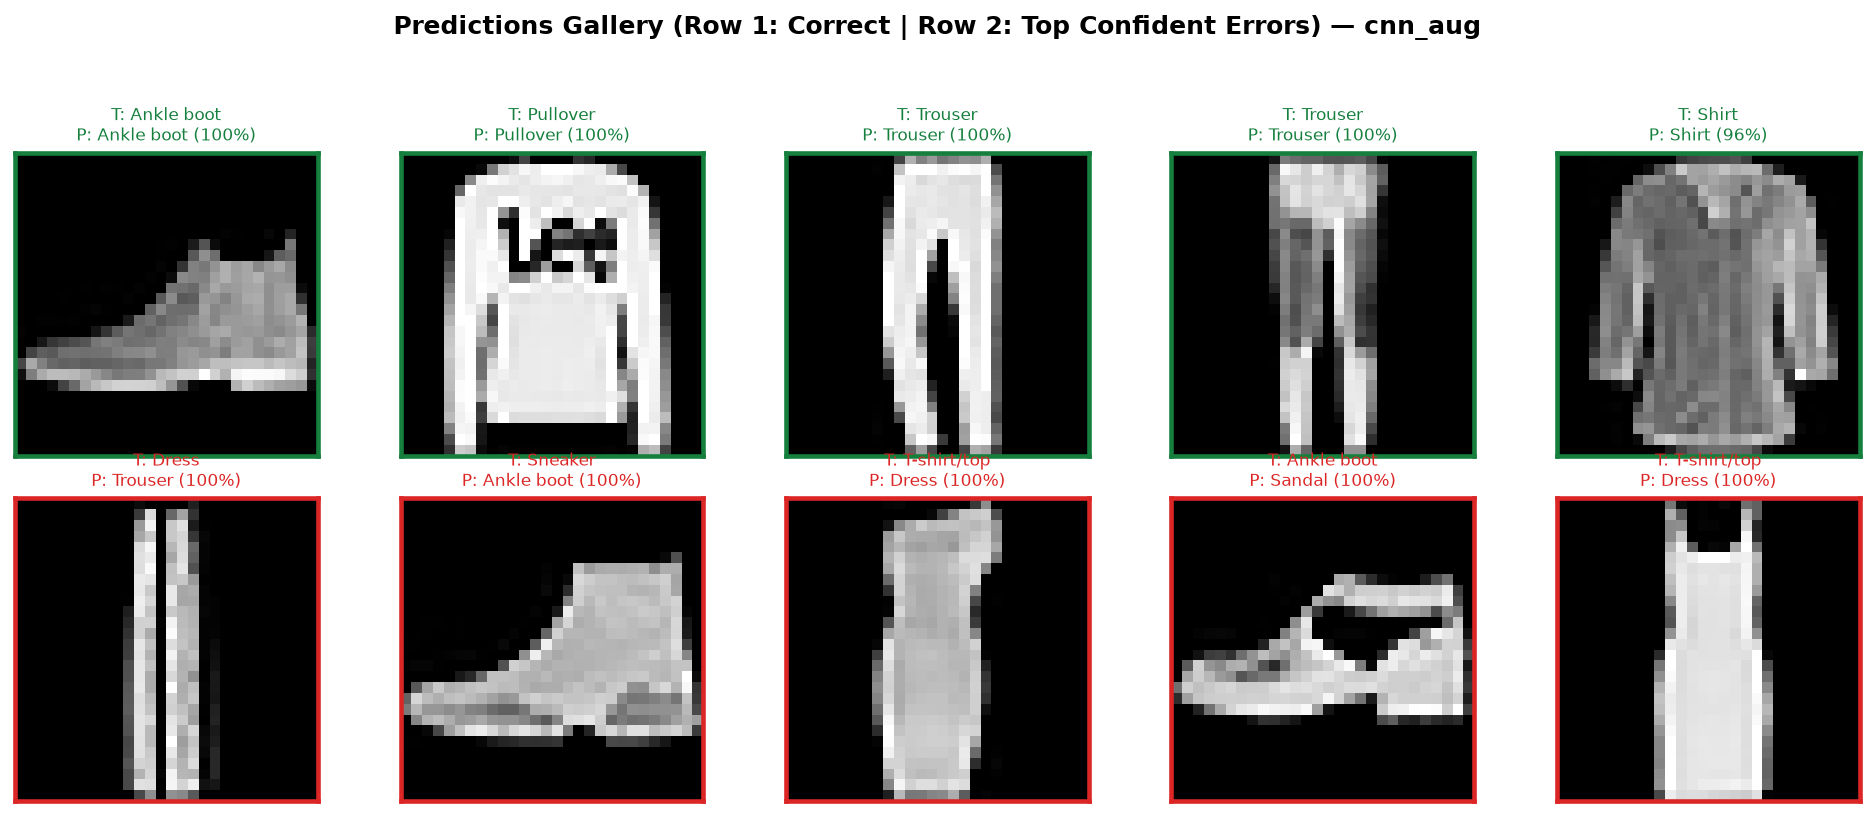 Predictions Gallery (Row 1: Correct | Row 2: Top Confident Errors) — cnn_aug
T: Ankle boot
P: Ankle boot (100%)
T: Pullover
P: Pullover (100%)
T: Trouser
P: Trouser (100%)
T: Trouser
P: Trouser (100%)
T: Shirt
P: Shirt (96%)
T: Dress
P: Trouser (100%)
T: Sneaker
P: Ankle boot (100%)
T: T-shirt/top
P: Dress (100%)
T: Ankle boot
P: Sandal (100%)
T: T-shirt/top
P: Dress (100%)